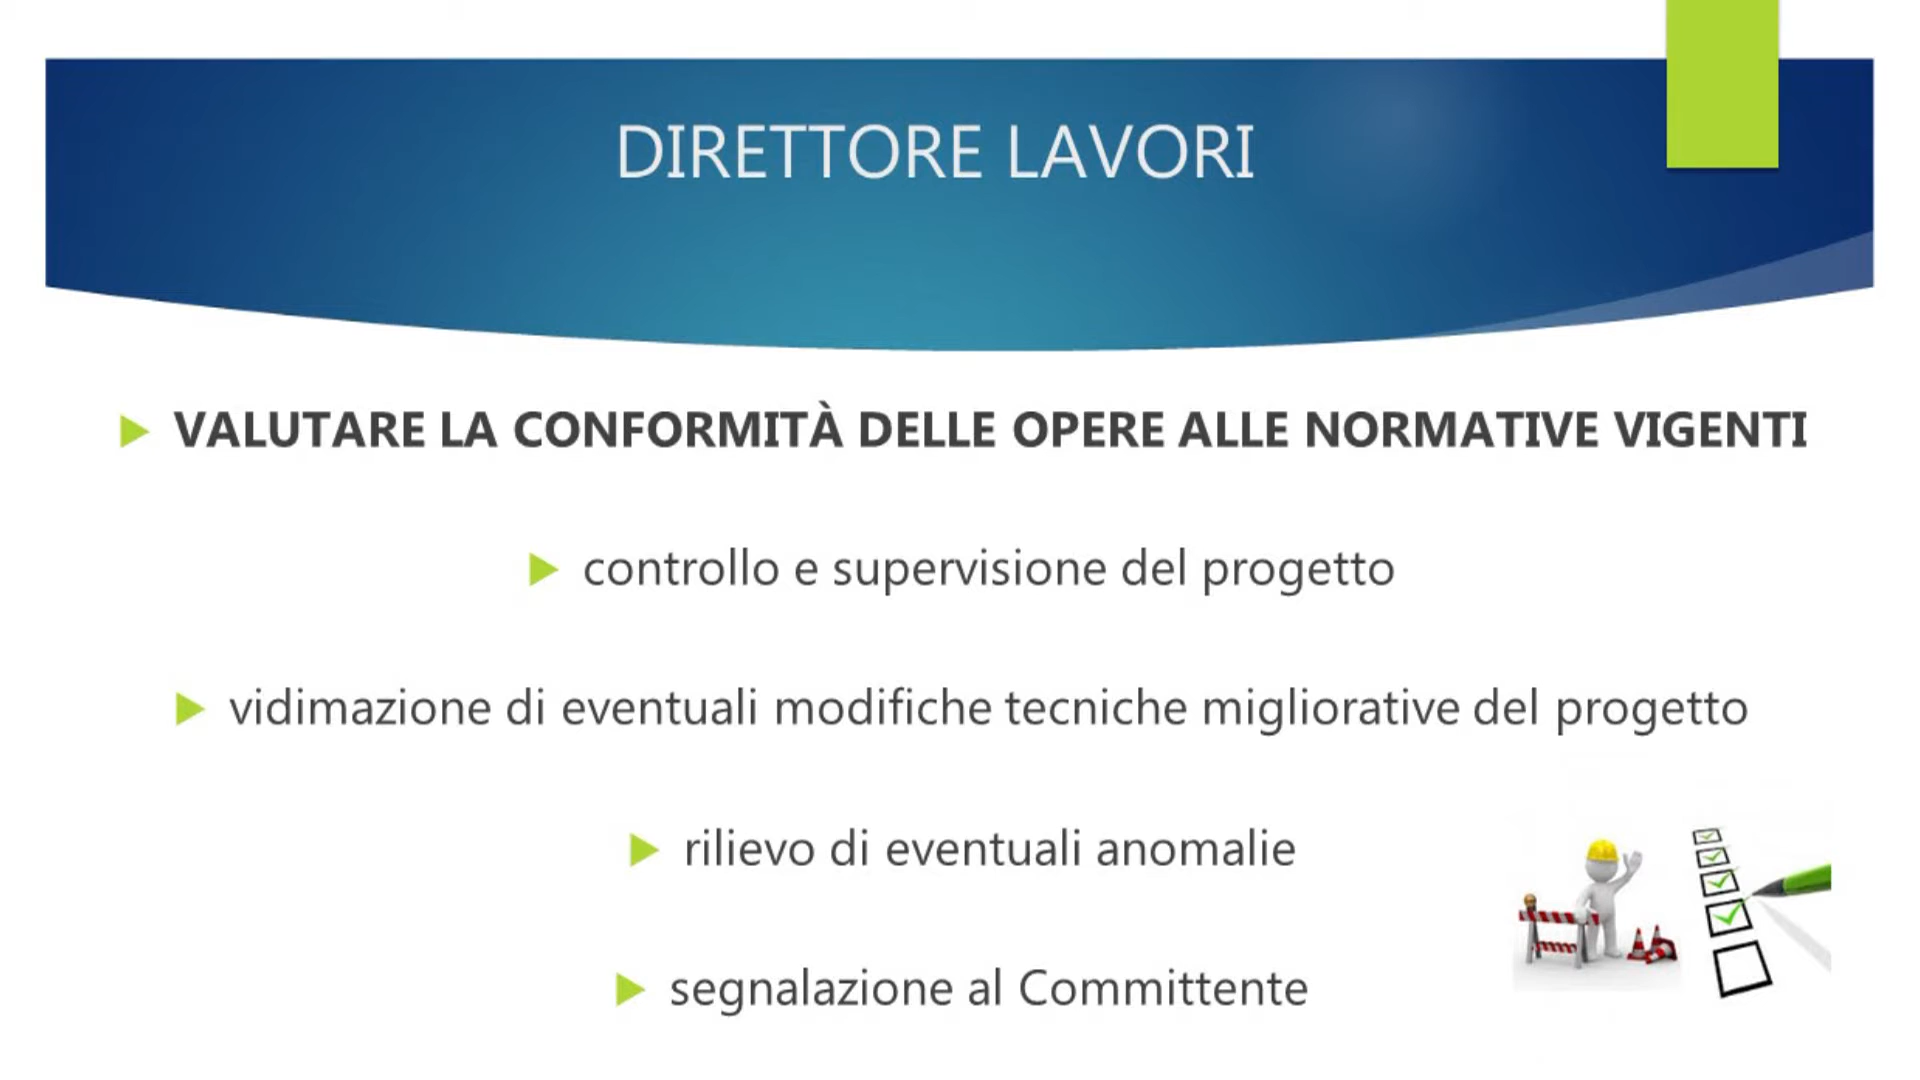 DIRETTORE LAVORI
VALUTARE LA CONFORMITÀ DELLE OPERE ALLE NORMATIVE VIGENTI
controllo e supervisione del progetto
vidimazione di eventuali modifiche tecniche migliorative del progetto
rilievo di eventuali anomalie
segnalazione al Committente